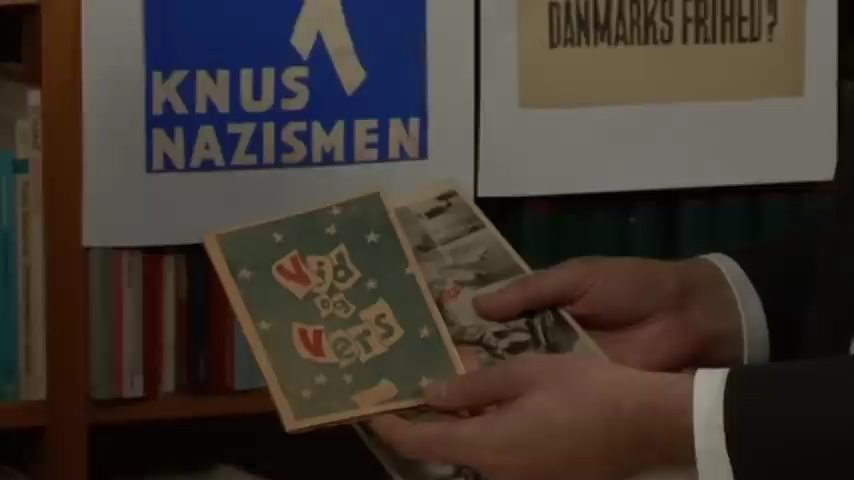 KNUS
NAZISMEN
DANMARKS FRIHED?
Vid
og
Vers